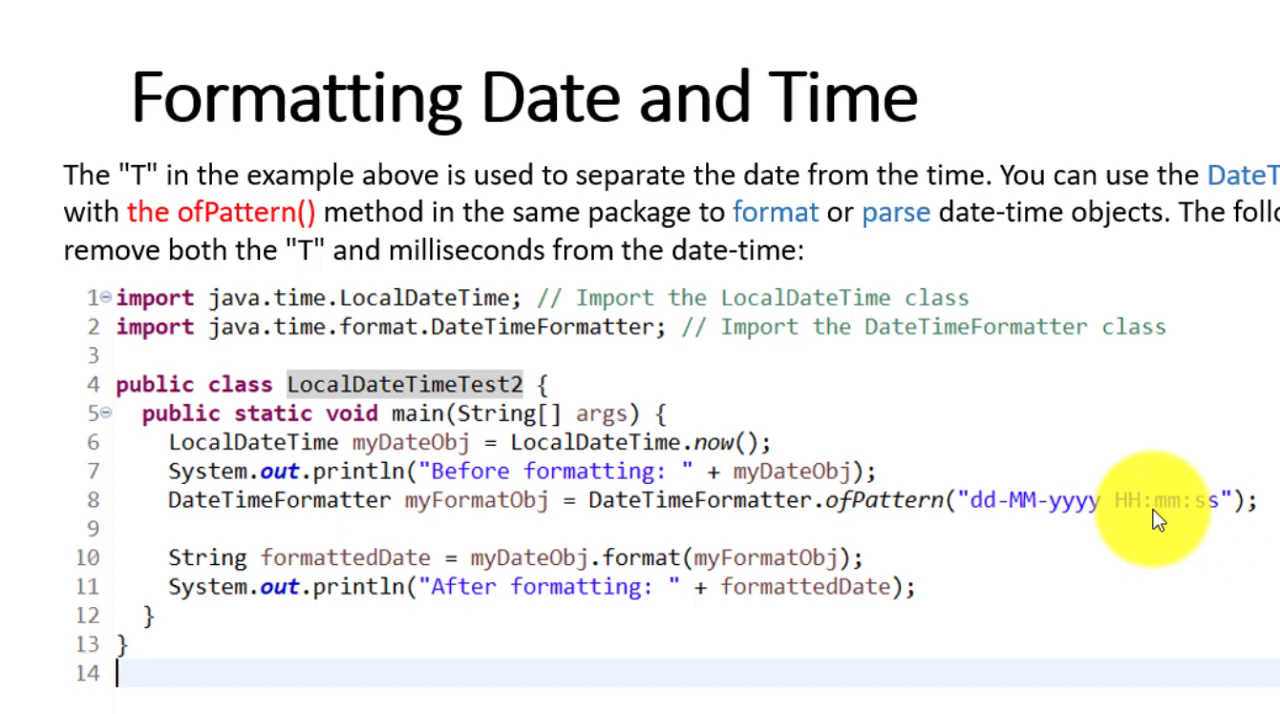 Formatting Date and Time
The "T" in the example above is used to separate the date from the time. You can use the DateT
with the ofPattern() method in the same package to format or parse date-time objects. The follo
remove both the "T" and milliseconds from the date-time:
1 import java.time.LocalDateTime; // Import the LocalDateTime class
2 import java.time.format.DateTimeFormatter; // Import the DateTimeFormatter class
3
4 public class LocalDateTimeTest2 {
5 public static void main(String[] args) {
6 LocalDateTime myDateObj = LocalDateTime.now();
7 System.out.println("Before formatting: " + myDateObj);
8 DateTimeFormatter myFormatObj = DateTimeFormatter.ofPattern("dd-MM-yyyy HH:mm:ss");
9
10 String formattedDate = myDateObj.format(myFormatObj);
11 System.out.println("After formatting: " + formattedDate);
12 }
13 }
14